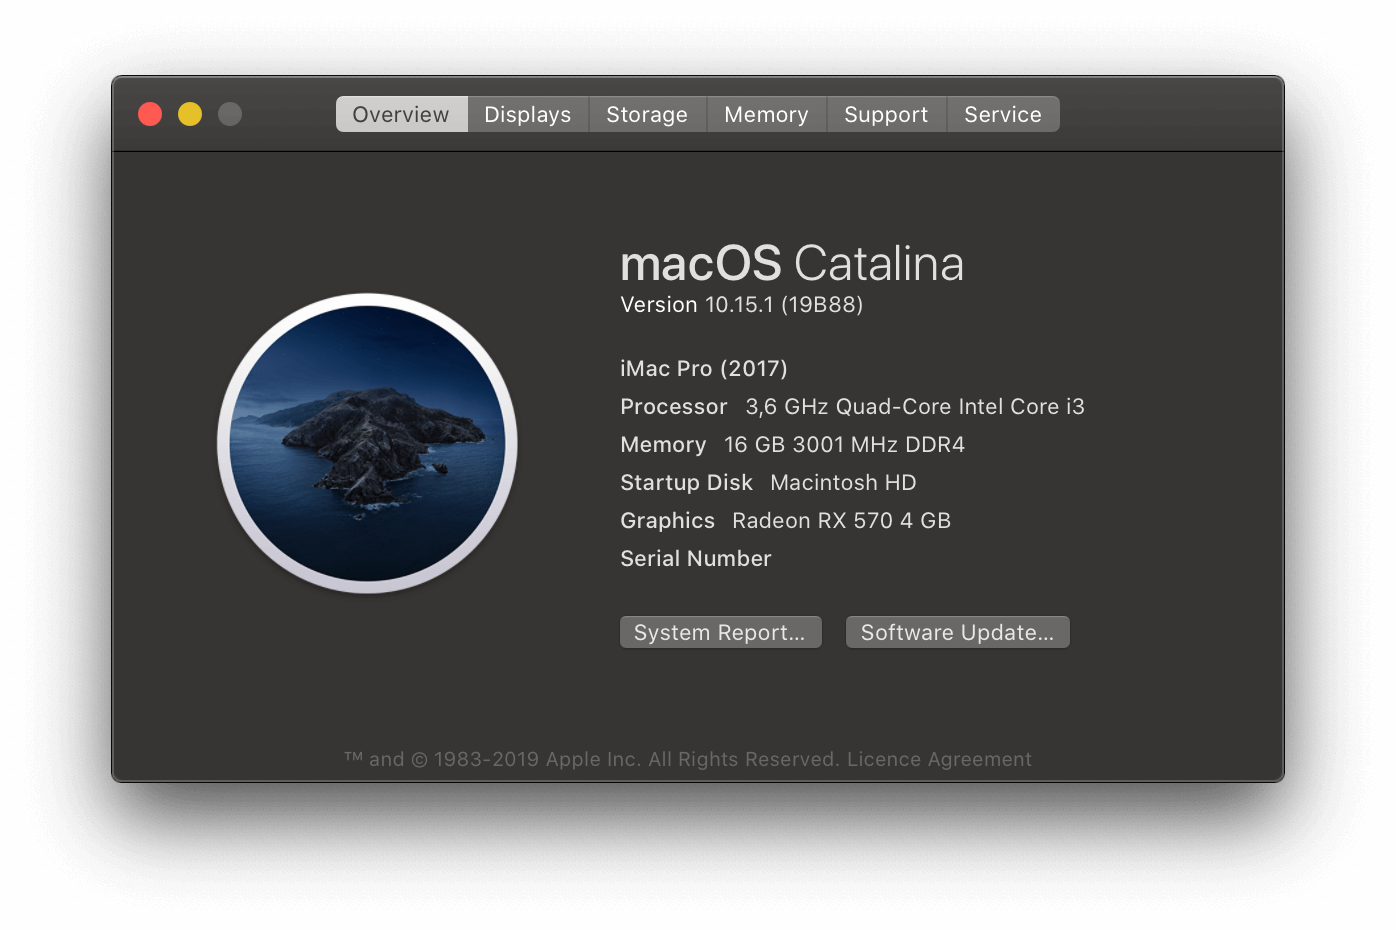 Overview Displays Storage Memory Support Service
macOS Catalina
Version 10.15.1 (19B88)
iMac Pro (2017)
Processor 3,6 GHz Quad-Core Intel Core i3
Memory 16 GB 3001 MHz DDR4
Startup Disk Macintosh HD
Graphics Radeon RX 570 4 GB
Serial Number
System Report... Software Update...
™ and © 1983-2019 Apple Inc. All Rights Reserved. Licence Agreement